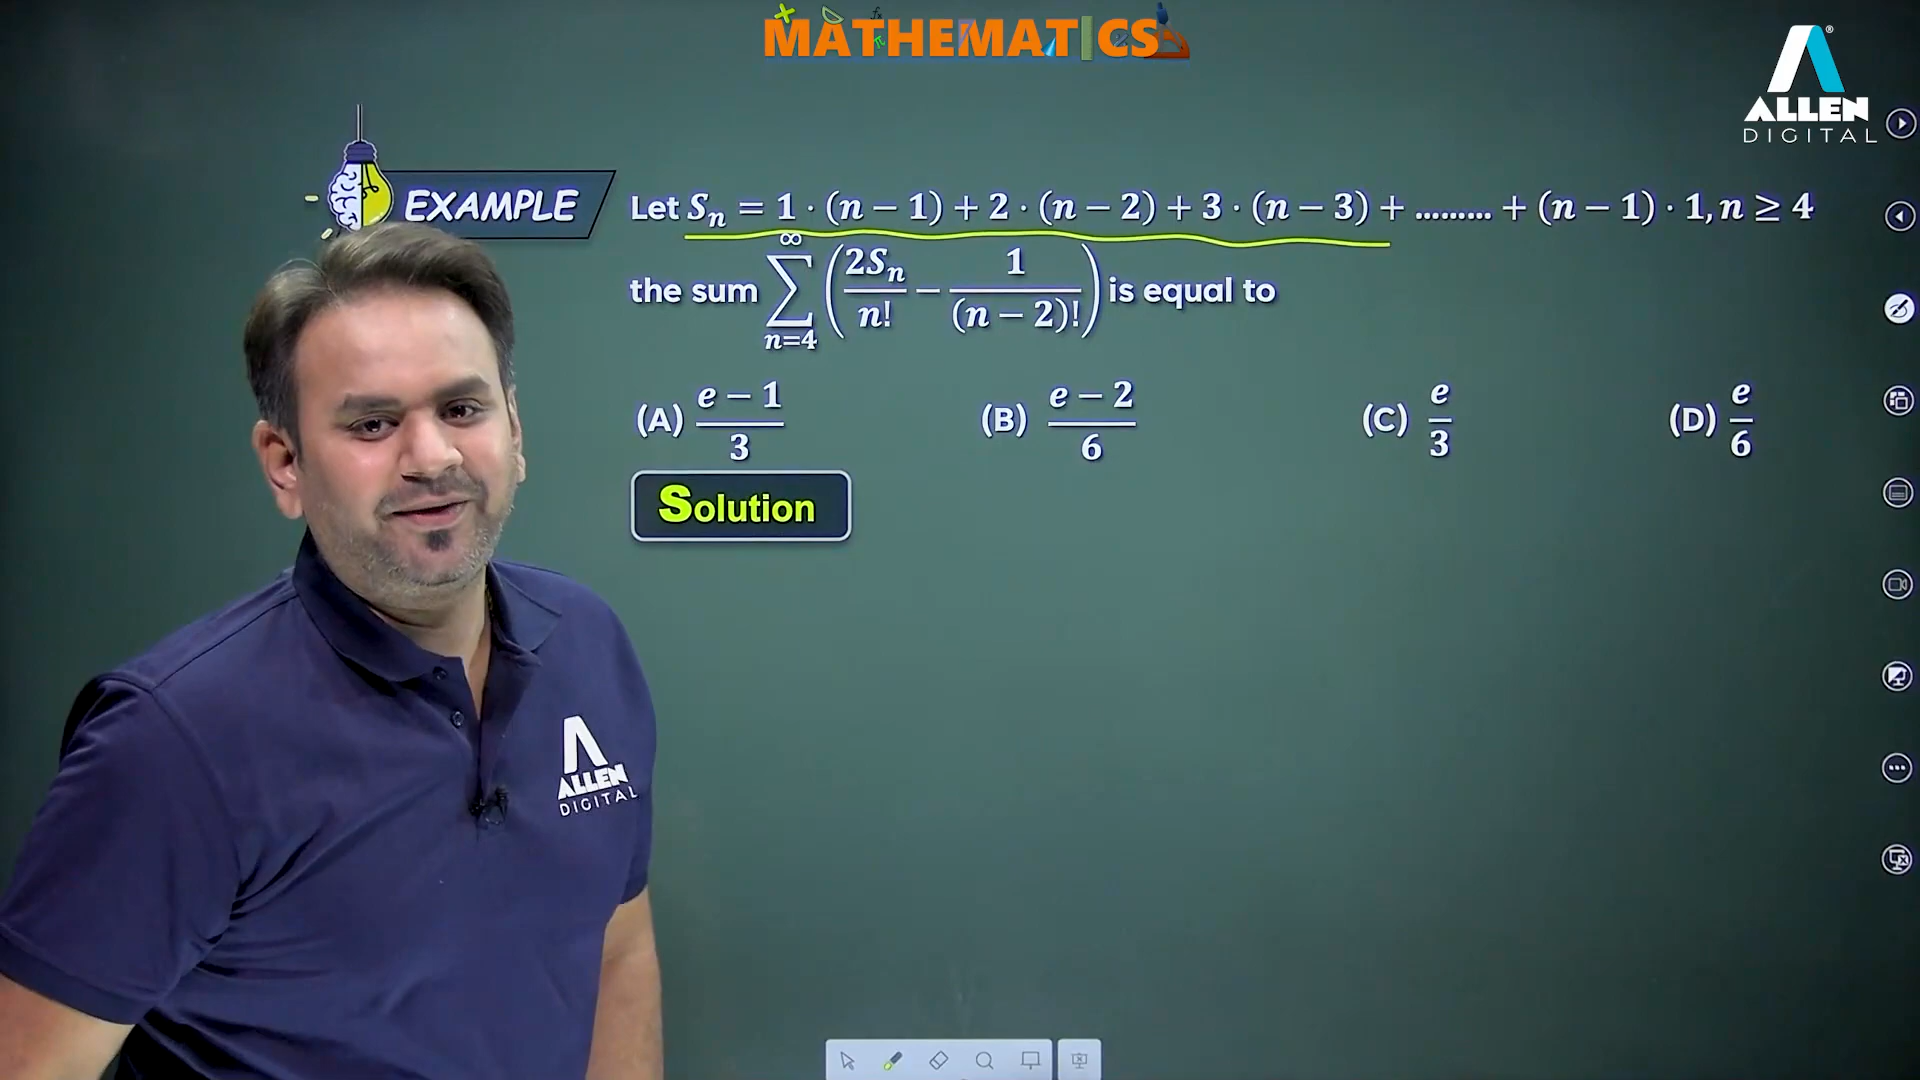 MATHEMATICS
ALLEN
DIGITAL
EXAMPLE
Let Sₙ = 1 · (n − 1) + 2 · (n − 2) + 3 · (n − 3) + ……… + (n − 1) · 1, n ≥ 4
the sum ∑_{n=4}^{∞} (2Sₙ/n! − 1/(n − 2)!) is equal to
(A) (e − 1)/3 (B) (e − 2)/6 (C) e/3 (D) e/6
Solution
ALLEN
DIGITAL